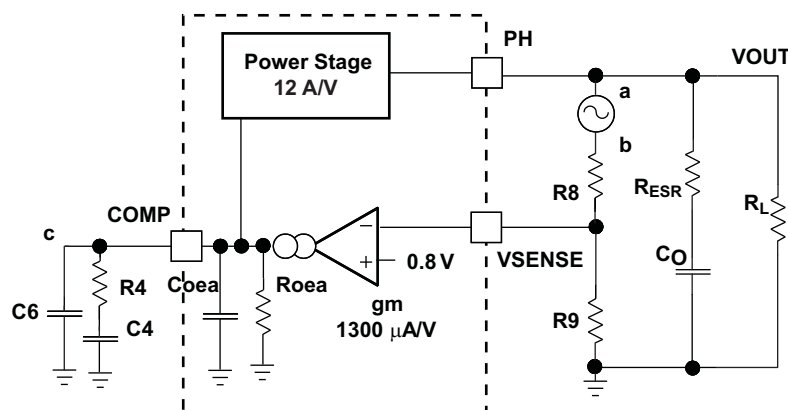 PH
VOUT
Power Stage
12 A/V
a
b
R8
RESR
RL
COMP
c
VSENSE
0.8 V
CO
R4
Coea
Roea
C6
C4
gm
1300 μA/V
R9